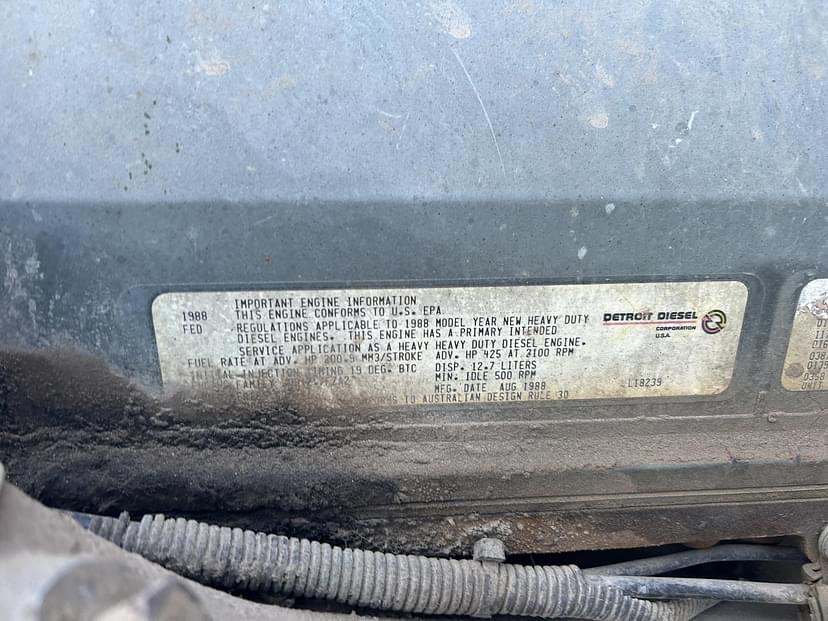 IMPORTANT ENGINE INFORMATION
1988 THIS ENGINE CONFORMS TO U.S. EPA
FED REGULATIONS APPLICABLE TO 1988 MODEL YEAR NEW HEAVY DUTY
DIESEL ENGINES. THIS ENGINE HAS A PRIMARY INTENDED
SERVICE APPLICATION AS A HEAVY HEAVY DUTY DIESEL ENGINE.
FUEL RATE AT ADV. HP 200.9 MM3/STROKE ADV. HP 425 AT 2100 RPM
INJECTION TIMING 19 DEG. BTC DISP. 12.7 LITERS
FAMILY MIN. IDLE 500 RPM
MFG. DATE AUG 1988
TO AUSTRALIAN DESIGN RULE 30
DETROIT DIESEL
CORPORATION
U.S.A.
L18239
UNIT